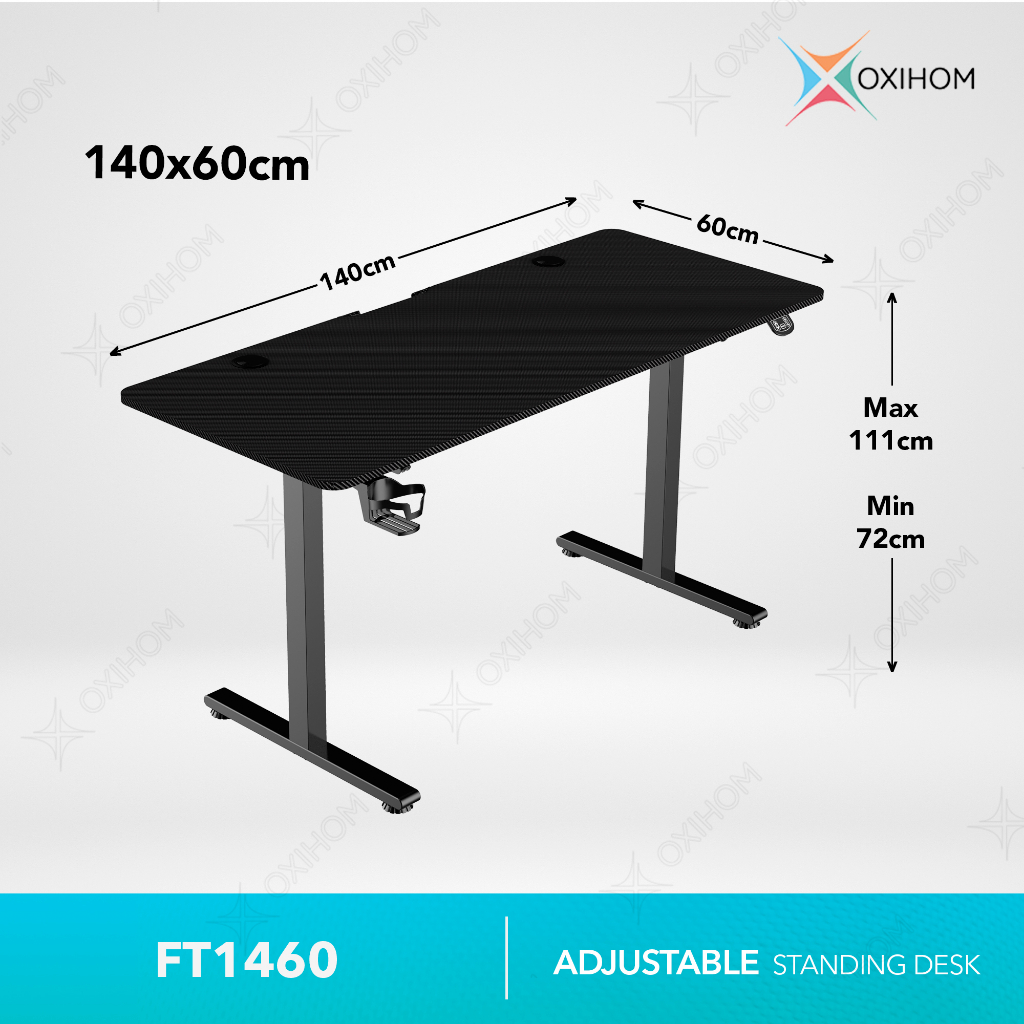 OXIHOM
140x60cm
140cm
60cm
Max
111cm
Min
72cm
FT1460
ADJUSTABLE STANDING DESK